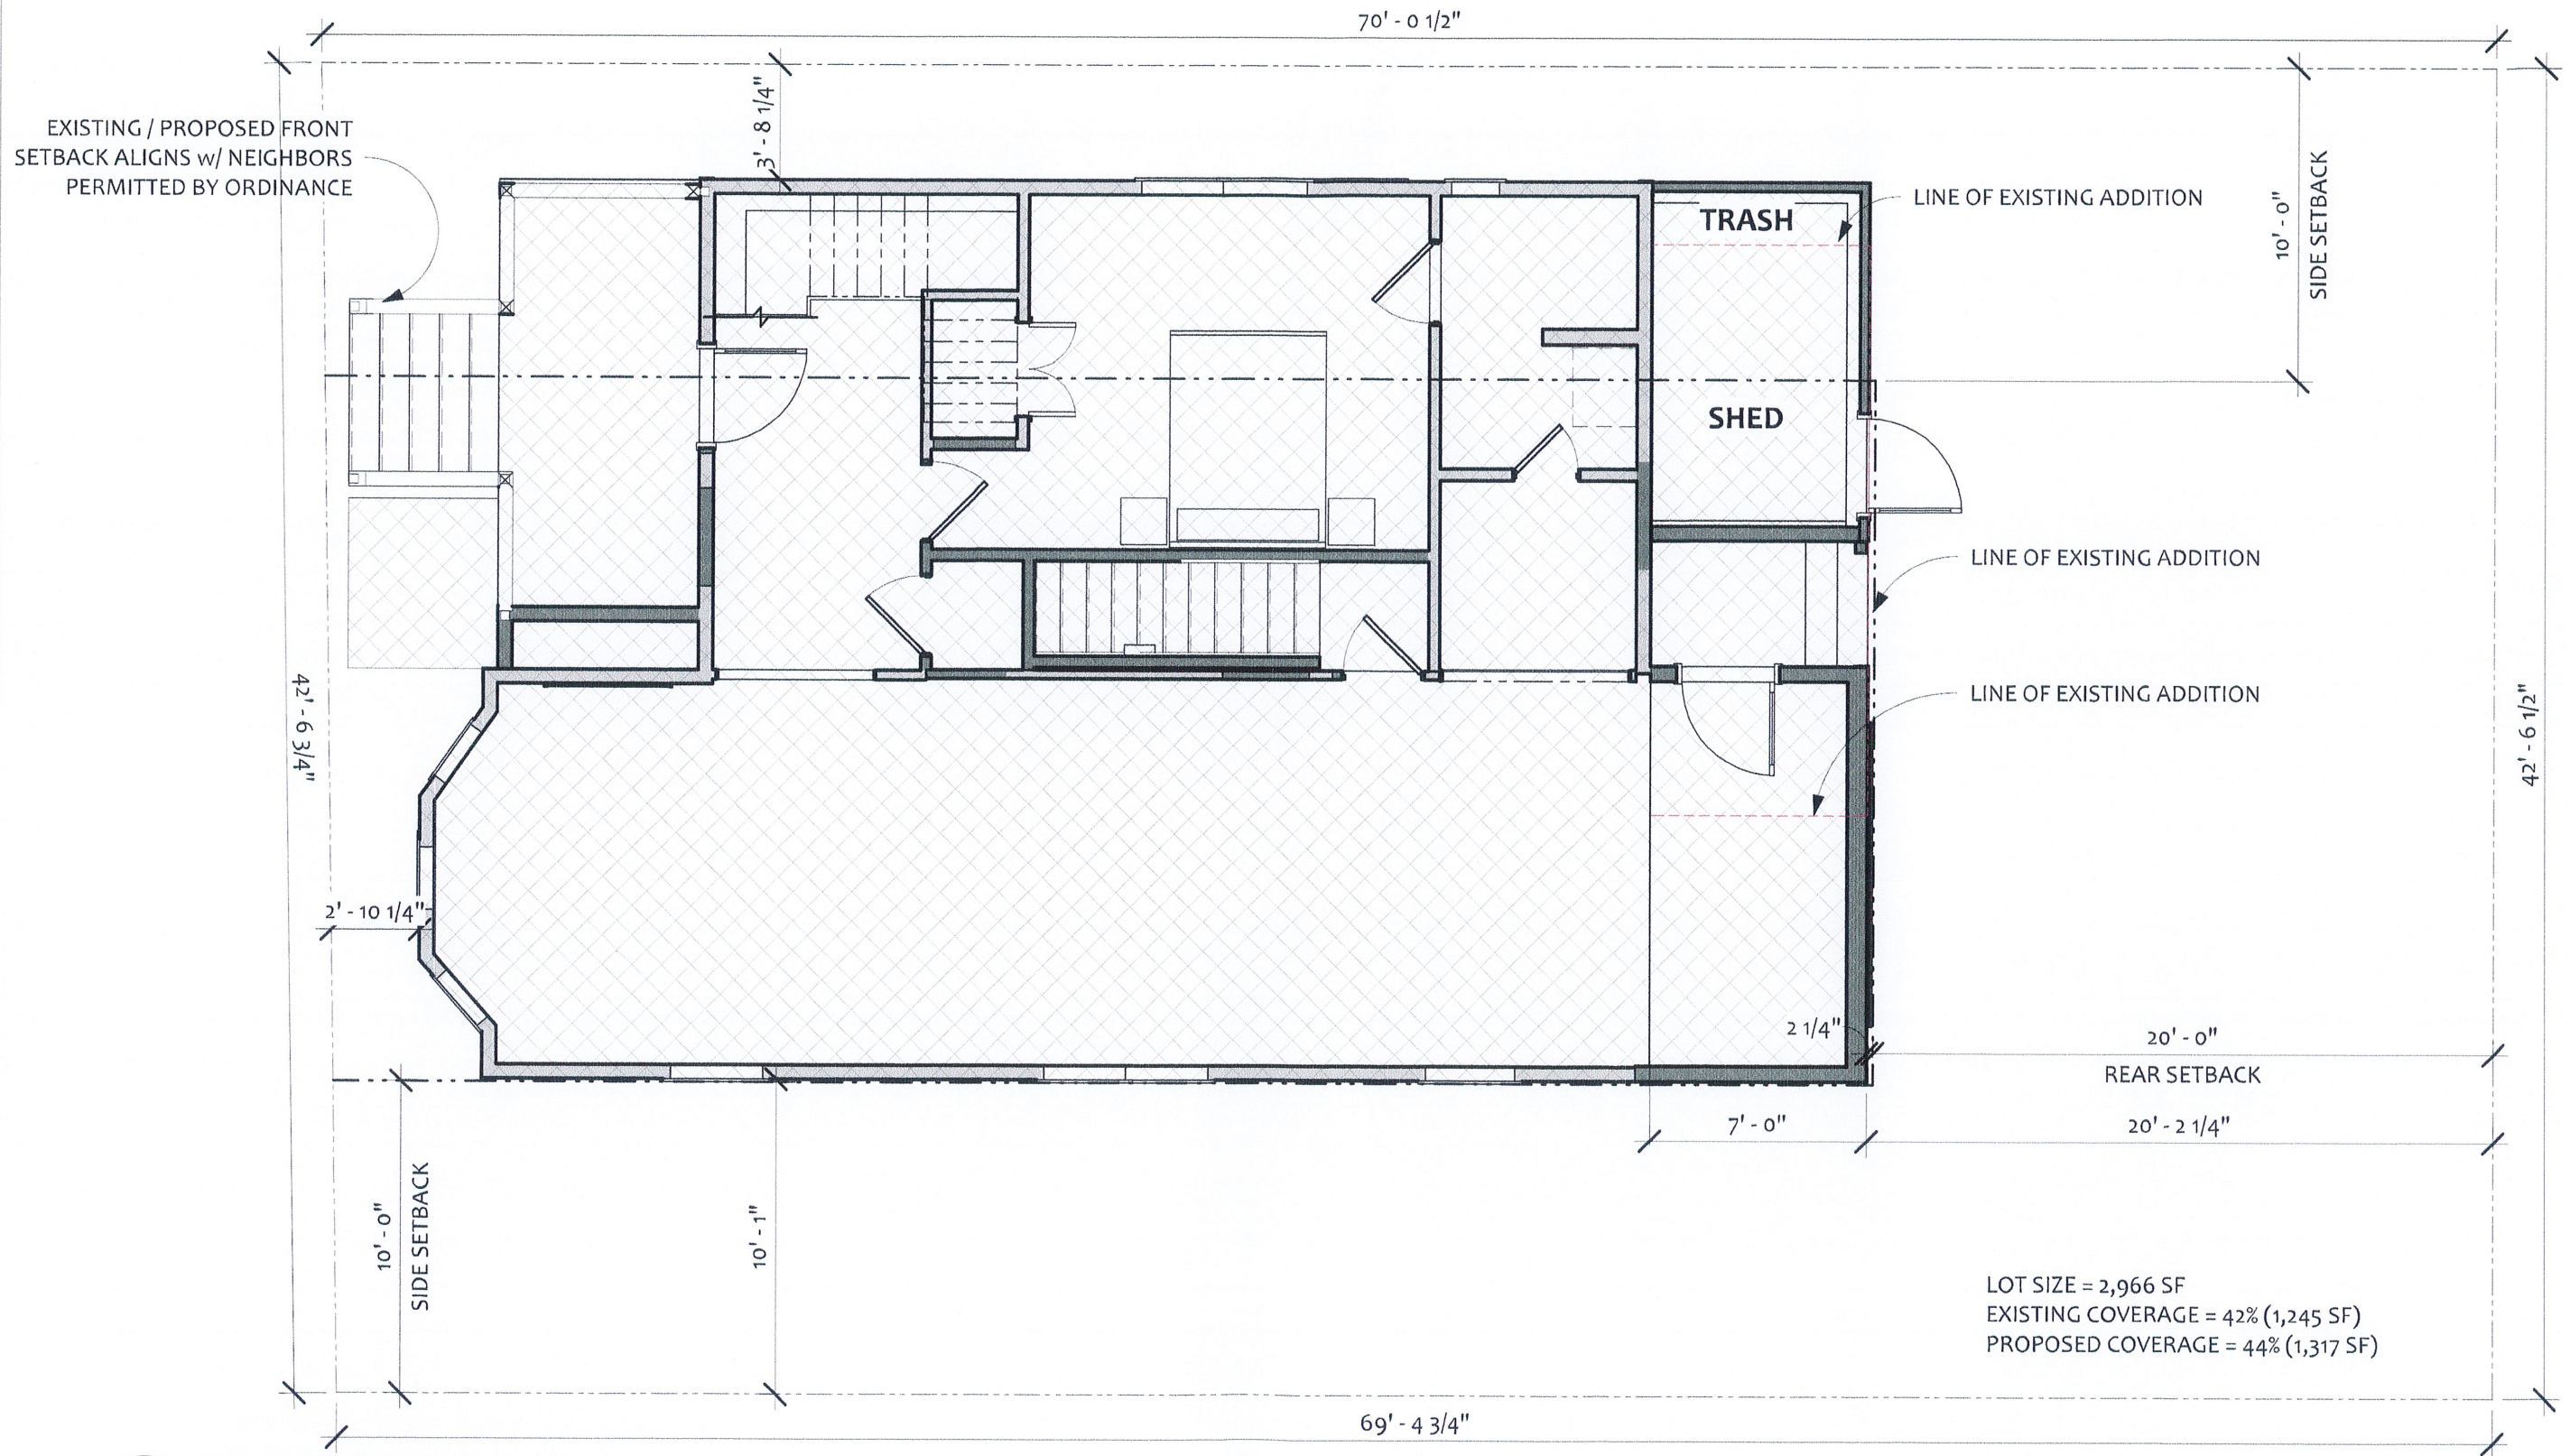 70' - 0 1/2"
3' - 8 1/4"
EXISTING / PROPOSED FRONT
SETBACK ALIGNS w/ NEIGHBORS
PERMITTED BY ORDINANCE
TRASH
LINE OF EXISTING ADDITION
10' - 0"
SIDE SETBACK
SHED
LINE OF EXISTING ADDITION
LINE OF EXISTING ADDITION
42' - 6 3/4"
42' - 6 1/2"
2' - 10 1/4"
2 1/4"
20' - 0"
REAR SETBACK
7' - 0"
20' - 2 1/4"
10' - 0"
SIDE SETBACK
10' - 1"
LOT SIZE = 2,966 SF
EXISTING COVERAGE = 42% (1,245 SF)
PROPOSED COVERAGE = 44% (1,317 SF)
69' - 4 3/4"